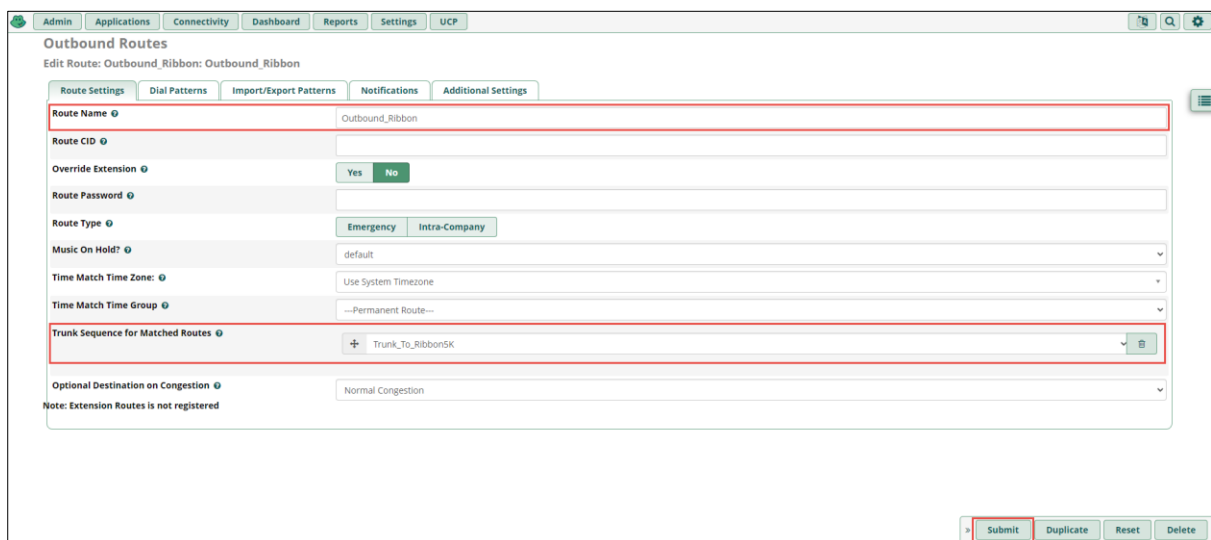 Admin Applications Connectivity Dashboard Reports Settings UCP
Outbound Routes
Edit Route: Outbound_Ribbon: Outbound_Ribbon
Route Settings Dial Patterns Import/Export Patterns Notifications Additional Settings
Route Name Outbound_Ribbon
Route CID
Override Extension Yes No
Route Password
Route Type Emergency Intra-Company
Music On Hold? default
Time Match Time Zone: Use System Timezone
Time Match Time Group ---Permanent Route---
Trunk Sequence for Matched Routes Trunk_To_Ribbon5K
Optional Destination on Congestion Normal Congestion
Note: Extension Routes is not registered
» Submit Duplicate Reset Delete